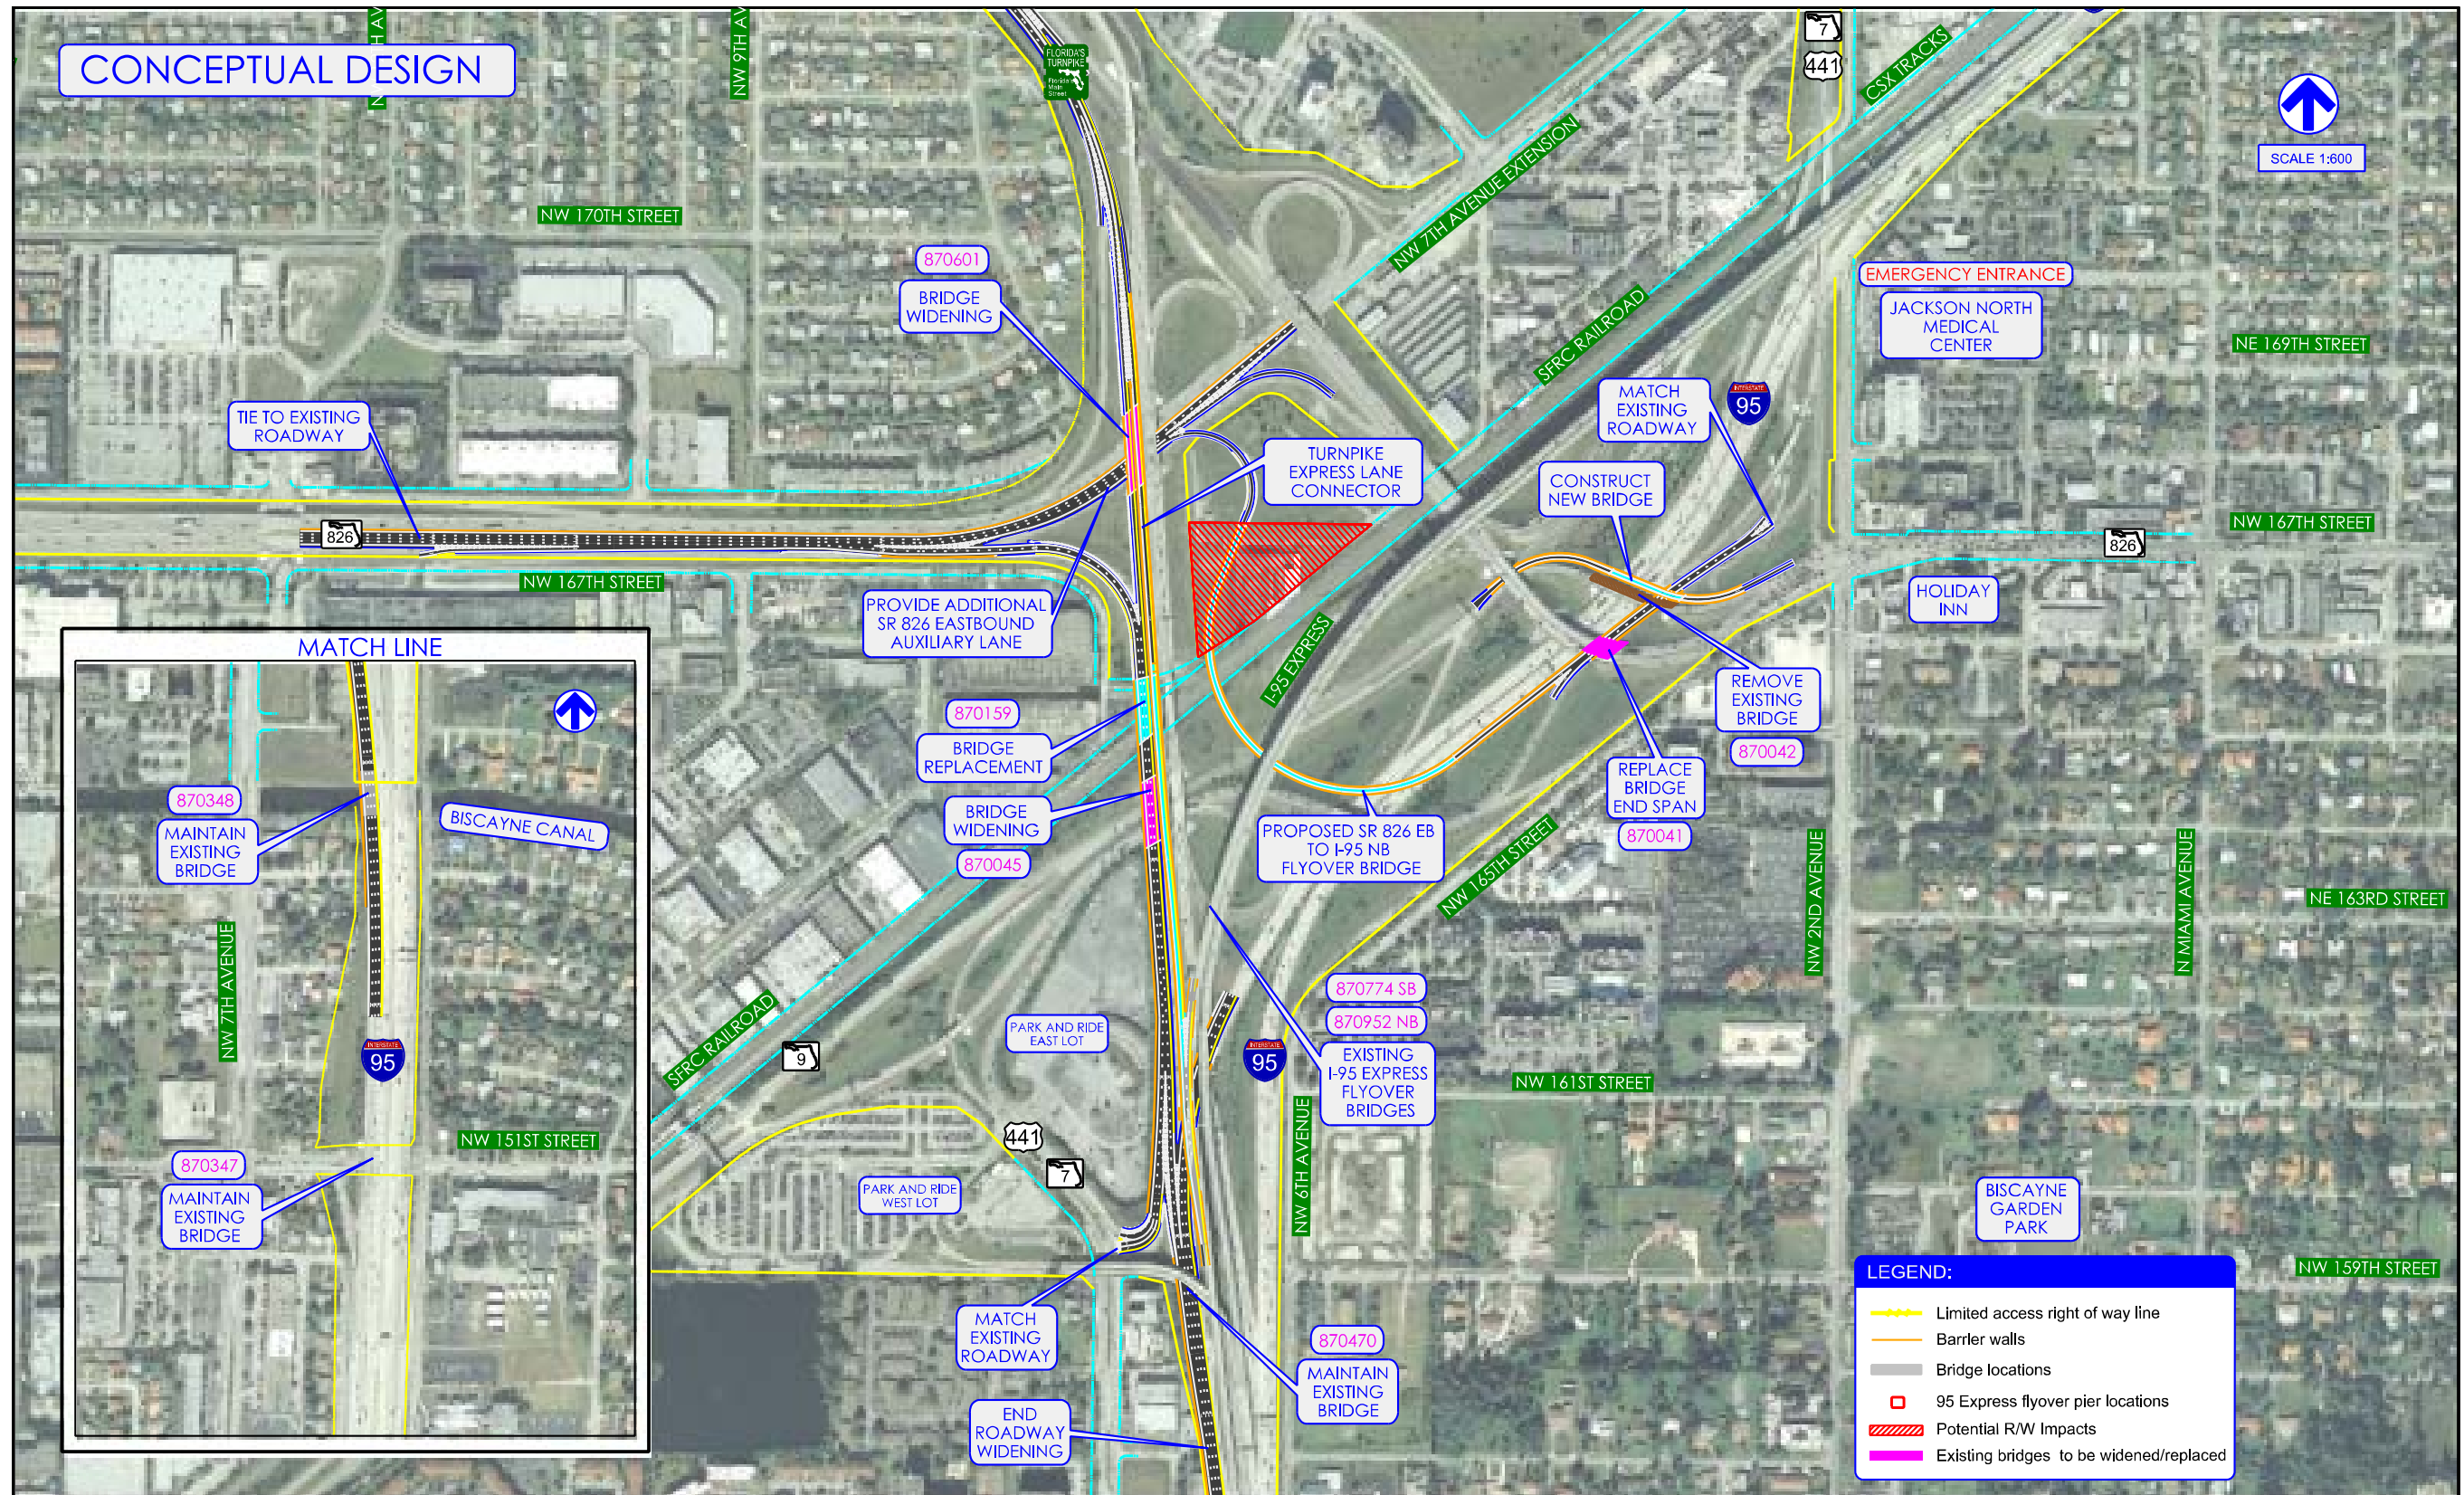 CONCEPTUAL DESIGN
NW 9TH AV
FLORIDA'S
TURNPIKE
Florida
Main
Street
7
441
CSX TRACKS
SCALE 1:600
NW 170TH STREET
NW 7TH AVENUE EXTENSION
870601
BRIDGE
WIDENING
EMERGENCY ENTRANCE
JACKSON NORTH
MEDICAL
CENTER
NE 169TH STREET
SFRC RAILROAD
MATCH
EXISTING
ROADWAY
INTERSTATE
95
TIE TO EXISTING
ROADWAY
TURNPIKE
EXPRESS LANE
CONNECTOR
CONSTRUCT
NEW BRIDGE
826
NW 167TH STREET
826
NW 167TH STREET
HOLIDAY
INN
PROVIDE ADDITIONAL
SR 826 EASTBOUND
AUXILIARY LANE
I-95 EXPRESS
REMOVE
EXISTING
BRIDGE
870042
870159
BRIDGE
REPLACEMENT
BRIDGE
WIDENING
870045
REPLACE
BRIDGE
END SPAN
870041
PROPOSED SR 826 EB
TO I-95 NB
FLYOVER BRIDGE
NW 165TH STREET
NW 2ND AVENUE
N MIAMI AVENUE
NE 163RD STREET
MATCH LINE
870348
MAINTAIN
EXISTING
BRIDGE
BISCAYNE CANAL
NW 7TH AVENUE
INTERSTATE
95
NW 151ST STREET
870347
MAINTAIN
EXISTING
BRIDGE
SFRC RAILROAD
9
PARK AND RIDE
EAST LOT
INTERSTATE
95
870774 SB
870952 NB
EXISTING
I-95 EXPRESS
FLYOVER
BRIDGES
NW 161ST STREET
NW 6TH AVENUE
441
7
PARK AND RIDE
WEST LOT
BISCAYNE
GARDEN
PARK
NW 159TH STREET
MATCH
EXISTING
ROADWAY
870470
MAINTAIN
EXISTING
BRIDGE
END
ROADWAY
WIDENING
LEGEND:
Limited access right of way line
Barrier walls
Bridge locations
95 Express flyover pier locations
Potential R/W Impacts
Existing bridges to be widened/replaced